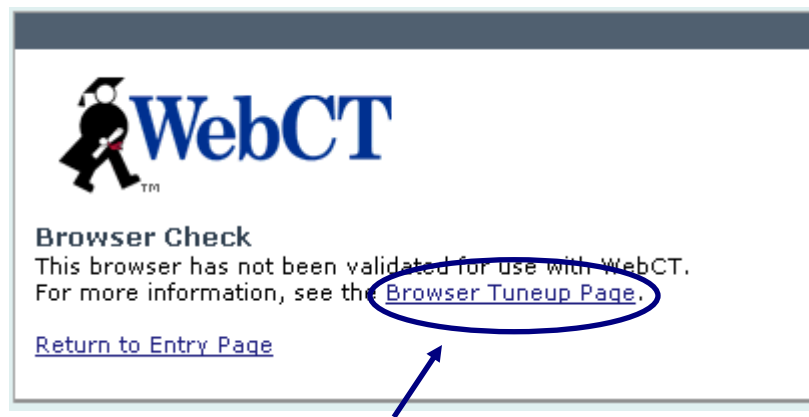 WebCT
TM
Browser Check
This browser has not been validated for use with WebCT.
For more information, see the Browser Tuneup Page.
Return to Entry Page